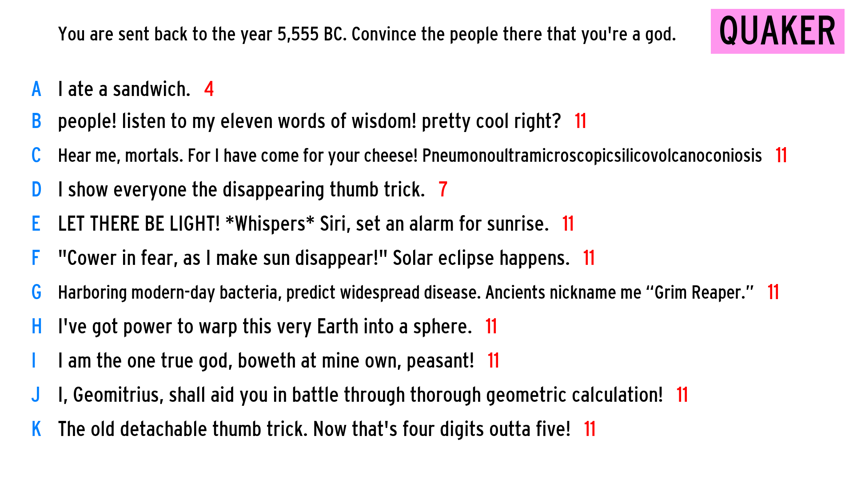 You are sent back to the year 5,555 BC. Convince the people there that you're a god.
QUAKER
A I ate a sandwich. 4
B people! listen to my eleven words of wisdom! pretty cool right? 11
C Hear me, mortals. For I have come for your cheese! Pneumonoultramicroscopicsilicovolcanoconiosis 11
D I show everyone the disappearing thumb trick. 7
E LET THERE BE LIGHT! *Whispers* Siri, set an alarm for sunrise. 11
F "Cower in fear, as I make sun disappear!" Solar eclipse happens. 11
G Harboring modern-day bacteria, predict widespread disease. Ancients nickname me “Grim Reaper.” 11
H I've got power to warp this very Earth into a sphere. 11
I I am the one true god, boweth at mine own, peasant! 11
J I, Geomitrius, shall aid you in battle through thorough geometric calculation! 11
K The old detachable thumb trick. Now that's four digits outta five! 11